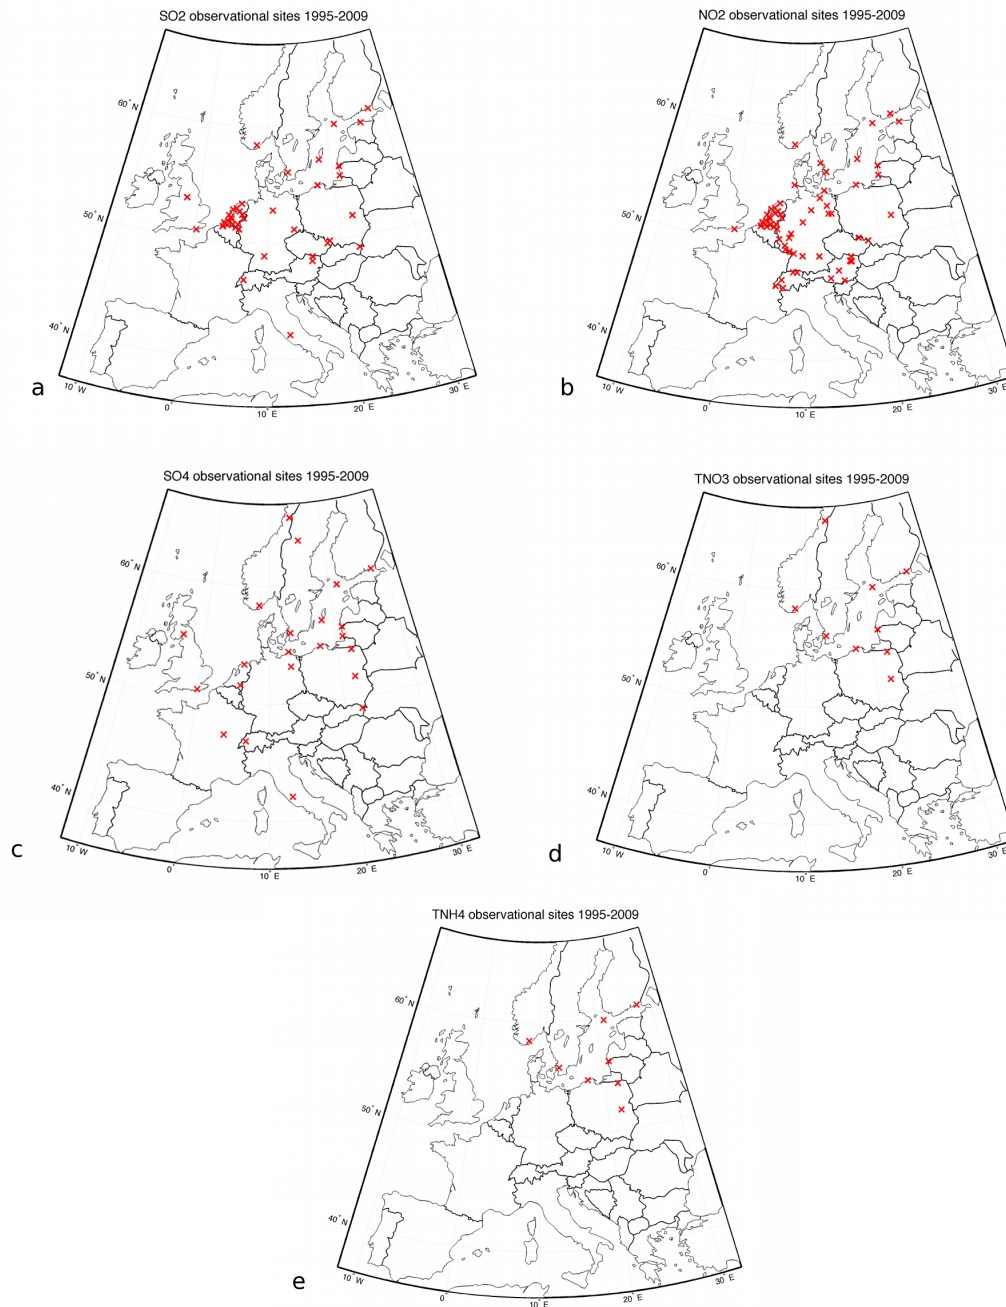 SO2 observational sites 1995-2009
60° N
50° N
40° N
10° W
0°
10° E
20° E
30° E
a
NO2 observational sites 1995-2009
60° N
50° N
40° N
10° W
0°
10° E
20° E
30° E
b
SO4 observational sites 1995-2009
60° N
50° N
40° N
10° W
0°
10° E
20° E
30° E
c
TNO3 observational sites 1995-2009
60° N
50° N
40° N
10° W
0°
10° E
20° E
30° E
d
TNH4 observational sites 1995-2009
60° N
50° N
40° N
10° W
0°
10° E
20° E
30° E
e